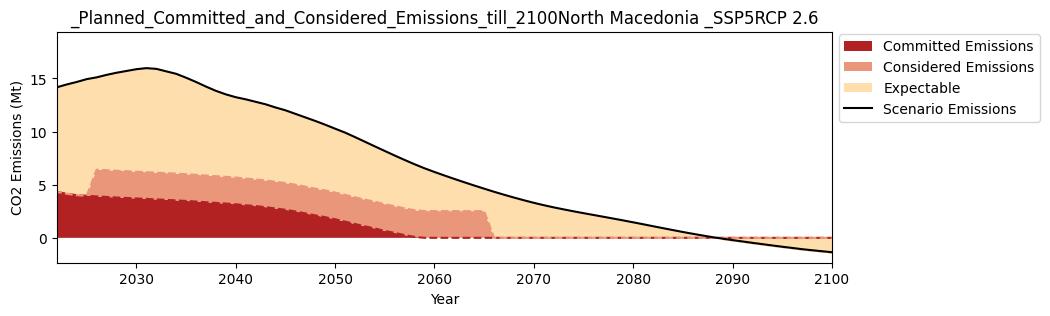 _Planned_Committed_and_Considered_Emissions_till_2100North Macedonia _SSP5RCP 2.6
Committed Emissions
Considered Emissions
Expectable
Scenario Emissions
CO2 Emissions (Mt)
15
10
5
0
2030 2040 2050 2060 2070 2080 2090 2100
Year